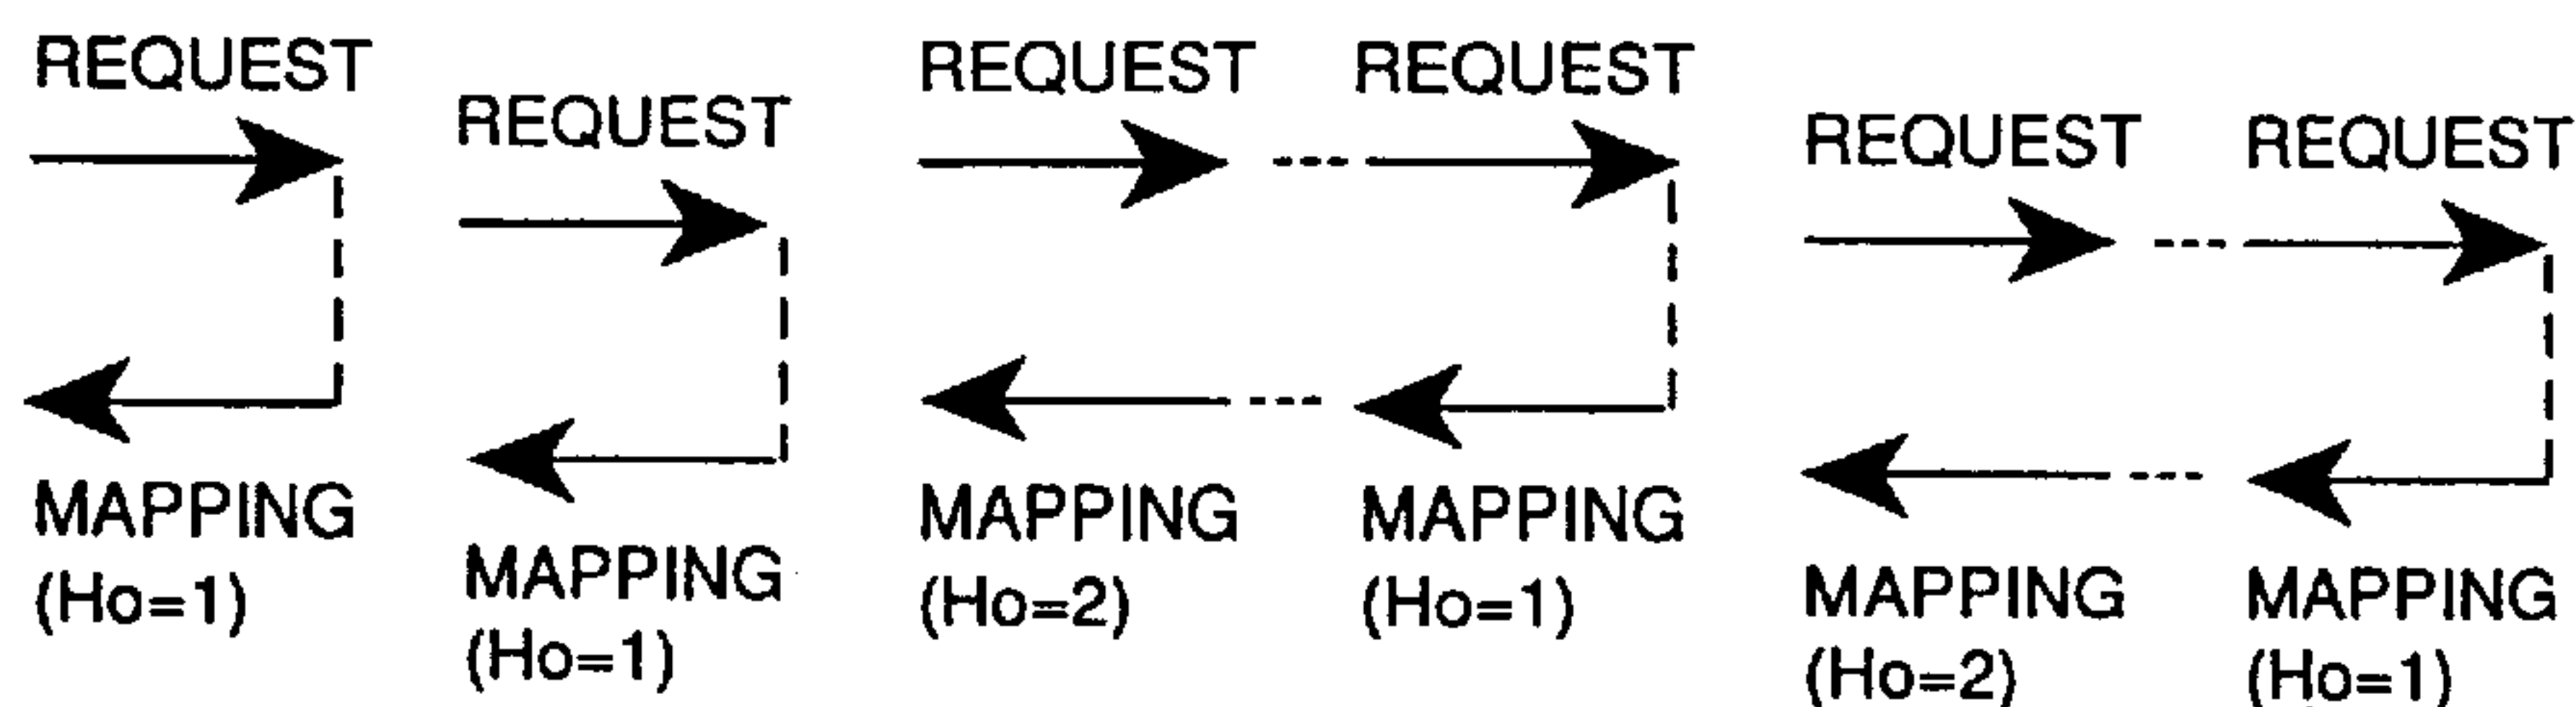 REQUEST
MAPPING
(Ho=1)
REQUEST
MAPPING
(Ho=1)
REQUEST REQUEST
MAPPING MAPPING
(Ho=2) (Ho=1)
REQUEST REQUEST
MAPPING MAPPING
(Ho=2) (Ho=1)